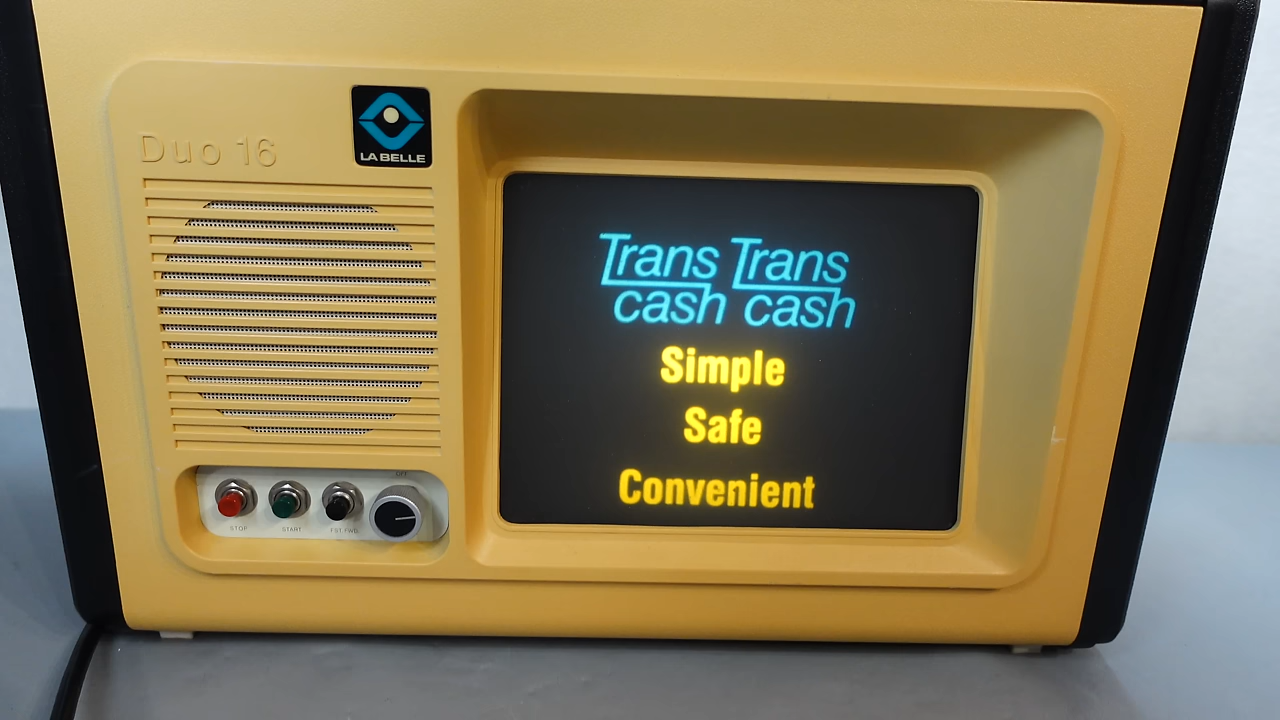 Duo 16
LA BELLE
Trans Trans
cash cash
Simple
Safe
Convenient
OFF
STOP
START
FST FWD